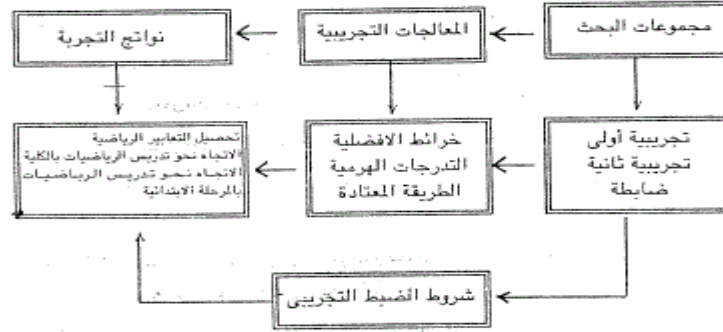 مجموعات البحث
المعالجات التجريبية
نواتج التجربة
تجريبية أولى
تجريبية ثانية
ضابطة
خرائط الافضلية
التدرجات الهرمية
الطريقة المعتادة
تحصيل التعابير الرياضية
الاتجاه نحو تدريس الرياضيات بالكلية
الاتجاه نحو تدريس الرياضيات
بالمرحلة الابتدائية
شروط الضبط التجريبى